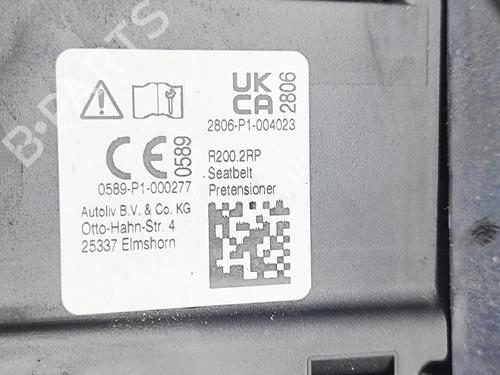 UK
CA
2806
2806-P1-004023
CE
0589
0589-P1-000277
R200.2RP
Seatbelt
Pretensioner
Autoliv B.V. & Co. KG
Otto-Hahn-Str. 4
25337 Elmshorn
B-PARTS